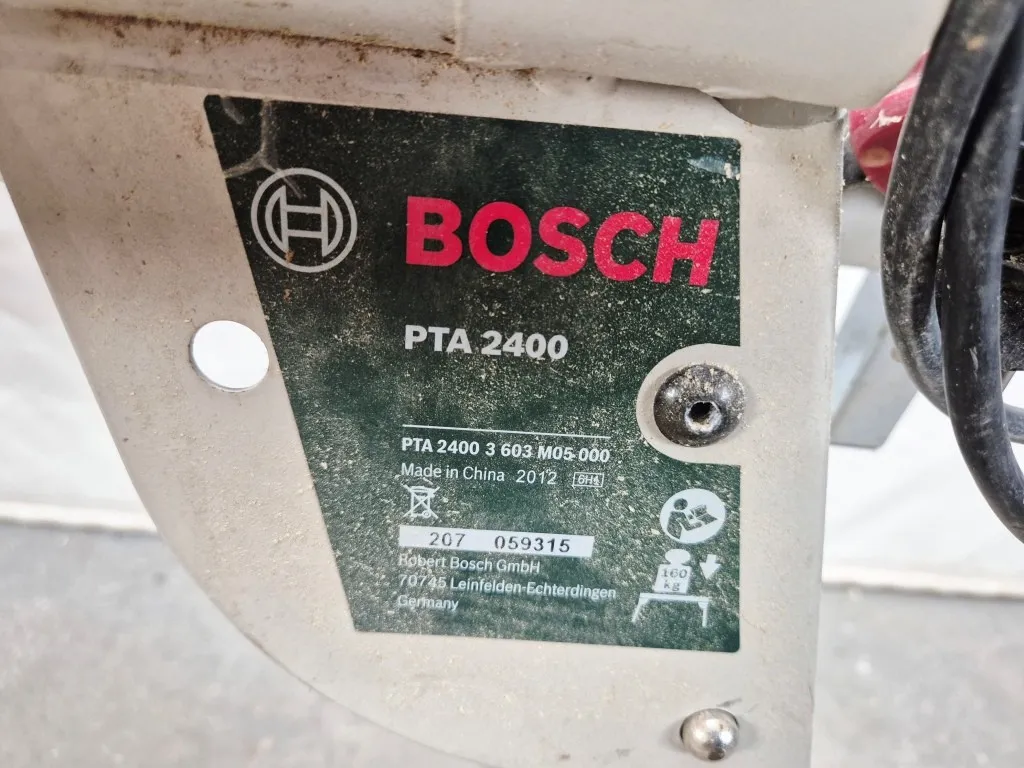 BOSCH
PTA 2400
PTA 2400 3 603 M05 000
Made in China 2012 6H4
207 059315
Robert Bosch GmbH
70745 Leinfelden-Echterdingen
Germany
160
kg